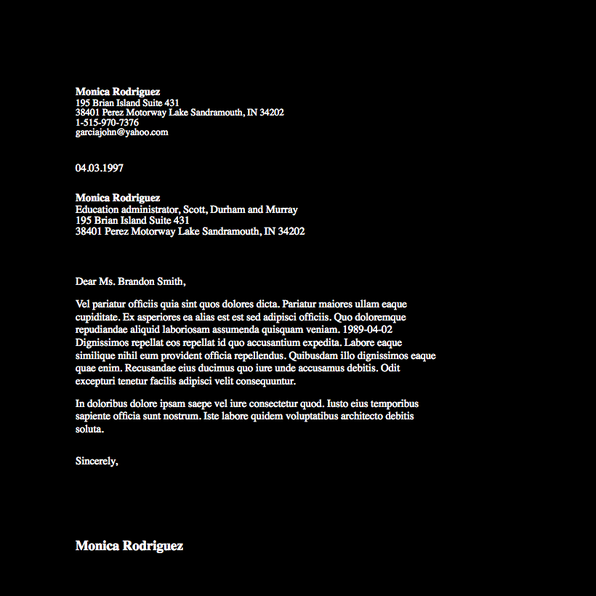 Monica Rodriguez
195 Brian Island Suite 431
38401 Perez Motorway Lake Sandramouth, IN 34202
1-515-970-7376
garciajohn@yahoo.com
04.03.1997
Monica Rodriguez
Education administrator, Scott, Durham and Murray
195 Brian Island Suite 431
38401 Perez Motorway Lake Sandramouth, IN 34202
Dear Ms. Brandon Smith,
Vel pariatur officiis quia sint quos dolores dicta. Pariatur maiores ullam eaque
cupiditate. Ex asperiores ea alias est est sed adipisci officiis. Quo doloremque
repudiandae aliquid laboriosam assumenda quisquam veniam. 1989-04-02
Dignissimos repellat eos repellat id quo accusantium expedita. Labore eaque
similique nihil eum provident officia repellendus. Quibusdam illo dignissimos eaque
quae enim. Recusandae eius ducimus quo iure unde accusamus debitis. Odit
excepturi tenetur facilis adipisci velit consequuntur.
In doloribus dolore ipsam saepe vel iure consectetur quod. Iusto eius temporibus
sapiente officia sunt nostrum. Iste labore quidem voluptatibus architecto debitis
soluta.
Sincerely,
Monica Rodriguez